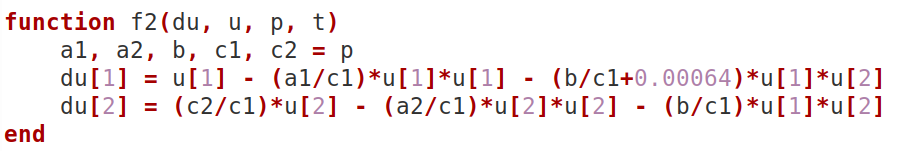 function f2(du, u, p, t)
    a1, a2, b, c1, c2 = p
    du[1] = u[1] - (a1/c1)*u[1]*u[1] - (b/c1+0.00064)*u[1]*u[2]
    du[2] = (c2/c1)*u[2] - (a2/c1)*u[2]*u[2] - (b/c1)*u[1]*u[2]
end